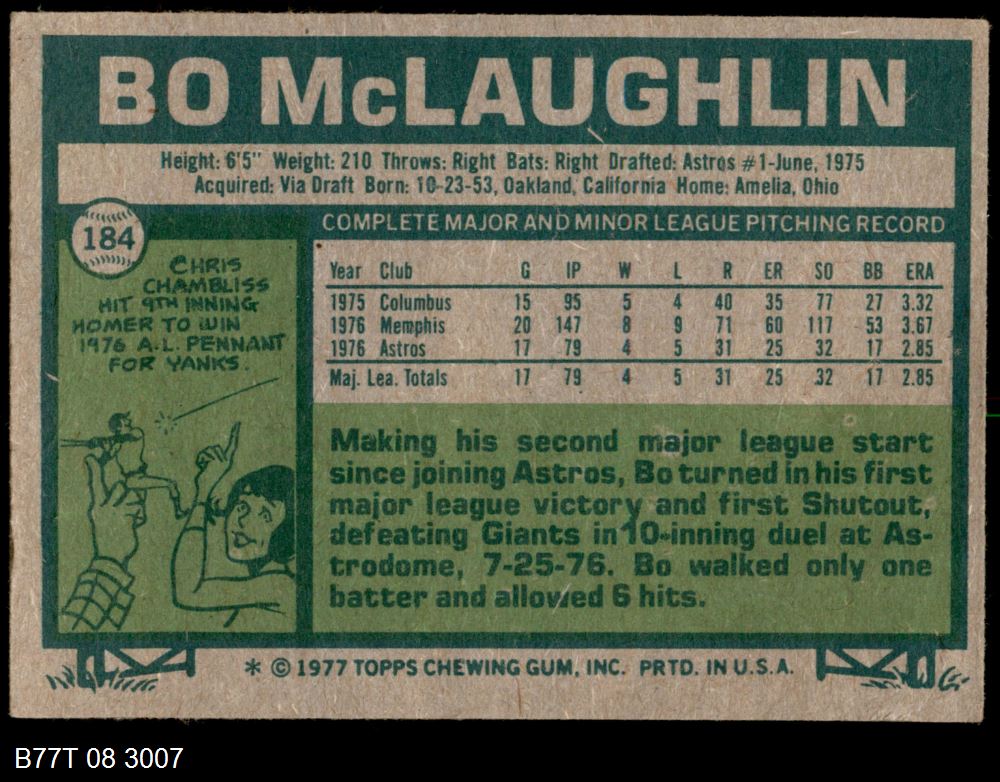 BO McLAUGHLIN
Height: 6'5" Weight: 210 Throws: Right Bats: Right Drafted: Astros #1-June, 1975
Acquired: Via Draft Born: 10-23-53, Oakland, California Home: Amelia, Ohio
184
CHRIS
CHAMBLISS
HIT 9TH INNING
HOMER TO WIN
1976 A.L. PENNANT
FOR YANKS.
COMPLETE MAJOR AND MINOR LEAGUE PITCHING RECORD
Year Club G IP W L R ER SO BB ERA
1975 Columbus 15 95 5 4 40 35 77 27 3.32
1976 Memphis 20 147 8 9 71 60 117 53 3.67
1976 Astros 17 79 4 5 31 25 32 17 2.85
Maj. Lea. Totals 17 79 4 5 31 25 32 17 2.85
Making his second major league start
since joining Astros, Bo turned in his first
major league victory and first Shutout,
defeating Giants in 10-inning duel at As-
trodome, 7-25-76. Bo walked only one
batter and allowed 6 hits.
* © 1977 TOPPS CHEWING GUM, INC. PRTD. IN U.S.A.
B77T 08 3007